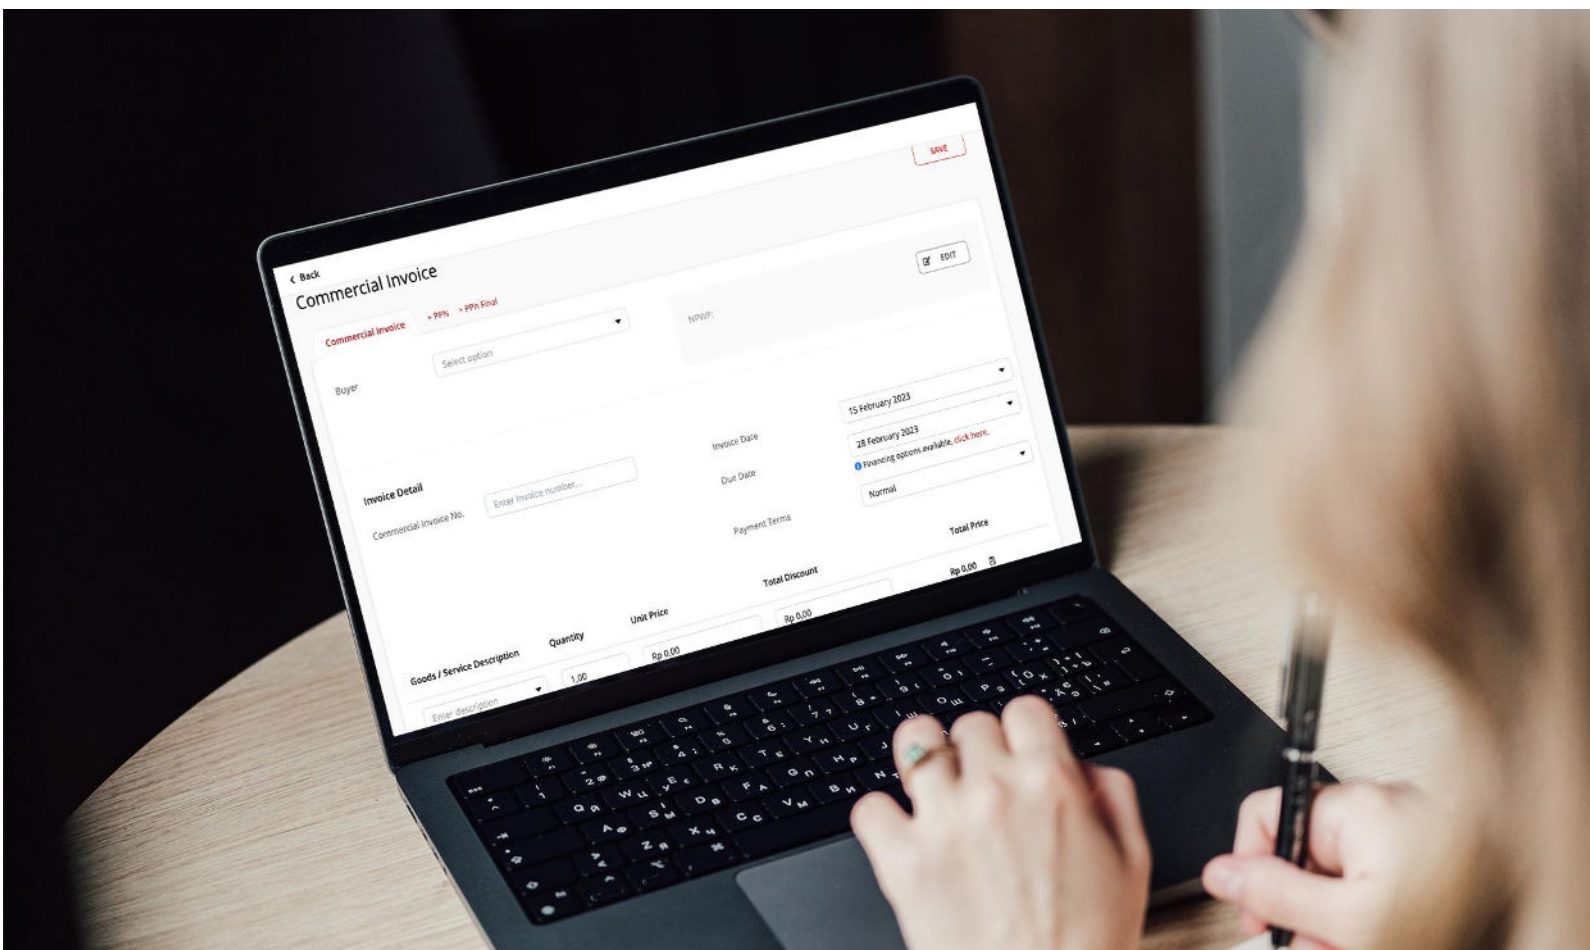 SAVE
< Back
Commercial Invoice
Commercial Invoice
+ PPN
+ PPn Final
Buyer
Select option
NPWP:
EDIT
Invoice Detail
Commercial Invoice No.
Enter Invoice number...
Invoice Date
15 February 2023
Due Date
28 February 2023
Financing options available, click here.
Payment Terms
Normal
Goods / Service Description
Quantity
Unit Price
Total Discount
Total Price
Enter description
1,00
Rp 0,00
Rp 0,00
Rp 0,00